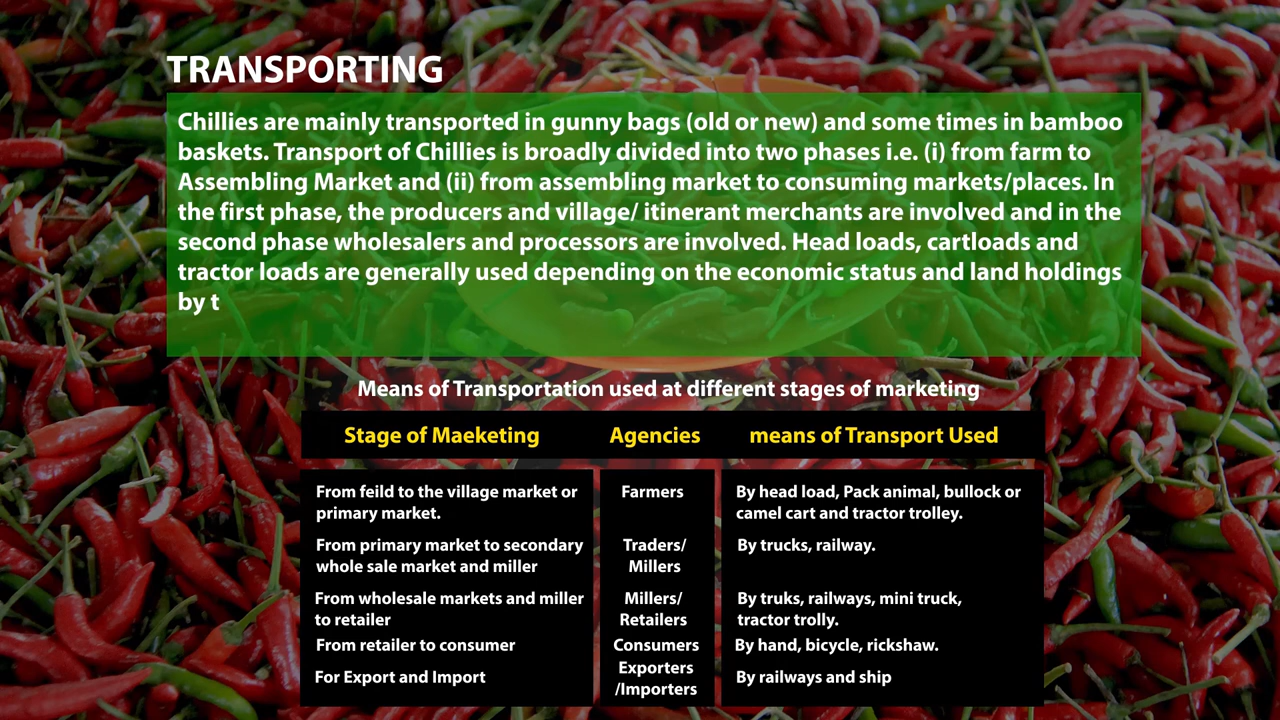 TRANSPORTING
Chillies are mainly transported in gunny bags (old or new) and some times in bamboo
baskets. Transport of Chillies is broadly divided into two phases i.e. (i) from farm to
Assembling Market and (ii) from assembling market to consuming markets/places. In
the first phase, the producers and village/ itinerant merchants are involved and in the
second phase wholesalers and processors are involved. Head loads, cartloads and
tractor loads are generally used depending on the economic status and land holdings
by t
Means of Transportation used at different stages of marketing
Stage of Maeketing Agencies means of Transport Used
From feild to the village market or Farmers By head load, Pack animal, bullock or
primary market. camel cart and tractor trolley.
From primary market to secondary Traders/ By trucks, railway.
whole sale market and miller Millers
From wholesale markets and miller Millers/ By truks, railways, mini truck,
to retailer Retailers tractor trolly.
From retailer to consumer Consumers By hand, bicycle, rickshaw.
For Export and Import Exporters By railways and ship
/Importers